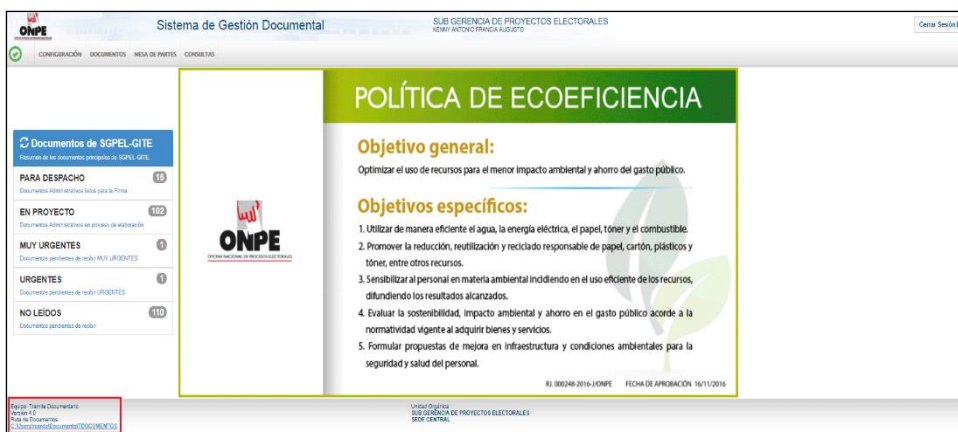 ONPE
Sistema de Gestión Documental
SUB GERENCIA DE PROYECTOS ELECTORALES
KENNY ANTONIO FRANCIA AUGUSTO
Cerrar Sesión
CONFIGURACIÓN DOCUMENTOS MESA DE PARTES CONSULTAS
Documentos de SGPEL-GITE
Resumen de los documentos principales de SGPEL-GITE.
PARA DESPACHO 15
Documentos Administrativos listos para la Firma
EN PROYECTO 102
Documentos Administrativos en proceso de elaboración
MUY URGENTES 1
Documentos pendientes de recibir MUY URGENTES
URGENTES 1
Documentos pendientes de recibir URGENTES
NO LEÍDOS 110
Documentos pendientes de recibir
ONPE
OFICINA NACIONAL DE PROCESOS ELECTORALES
POLÍTICA DE ECOEFICIENCIA
Objetivo general:
Optimizar el uso de recursos para el menor impacto ambiental y ahorro del gasto público.
Objetivos específicos:
1. Utilizar de manera eficiente el agua, la energía eléctrica, el papel, tóner y el combustible.
2. Promover la reducción, reutilización y reciclado responsable de papel, cartón, plásticos y
tóner, entre otros recursos.
3. Sensibilizar al personal en materia ambiental incidiendo en el uso eficiente de los recursos,
difundiendo los resultados alcanzados.
4. Evaluar la sostenibilidad, impacto ambiental y ahorro en el gasto público acorde a la
normatividad vigente al adquirir bienes y servicios.
5. Formular propuestas de mejora en infraestructura y condiciones ambientales para la
seguridad y salud del personal.
RJ. 000248-2016-J/ONPE FECHA DE APROBACIÓN 16/11/2016
Equipo: Tramite Documentario
Versión 4.0
Ruta de Documentos
Unidad Orgánica:
SUB GERENCIA DE PROYECTOS ELECTORALES
SEDE CENTRAL